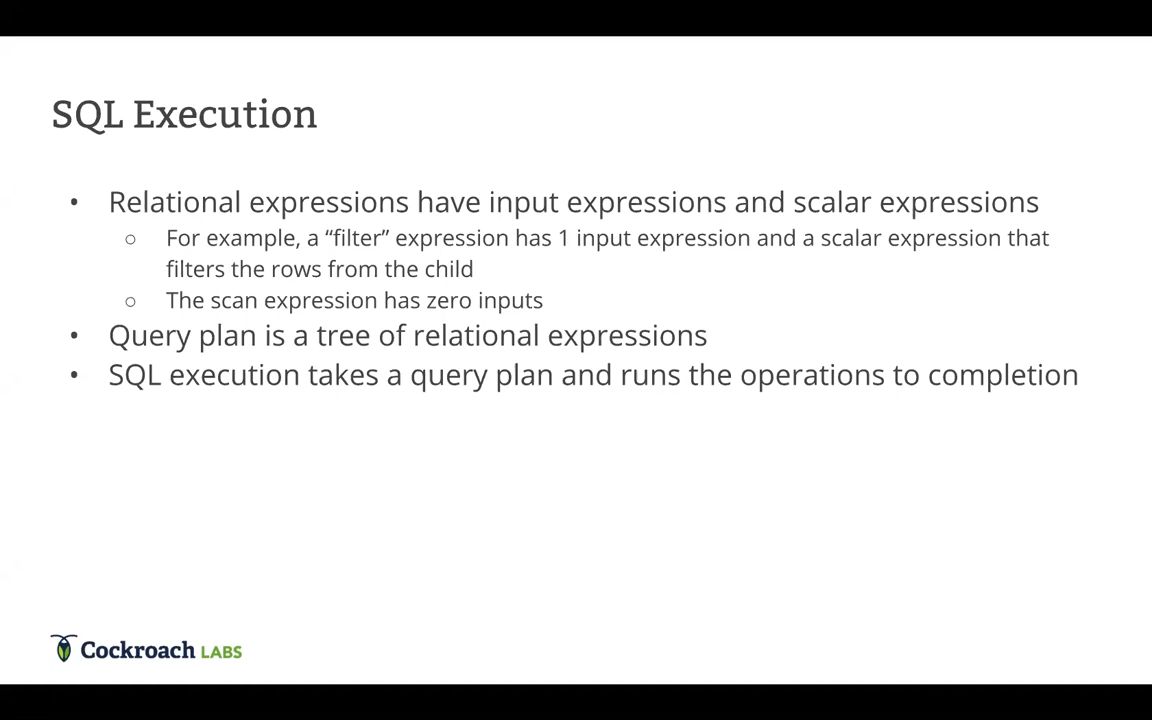 SQL Execution
• Relational expressions have input expressions and scalar expressions
○ For example, a “filter” expression has 1 input expression and a scalar expression that
filters the rows from the child
○ The scan expression has zero inputs
• Query plan is a tree of relational expressions
• SQL execution takes a query plan and runs the operations to completion
Cockroach LABS